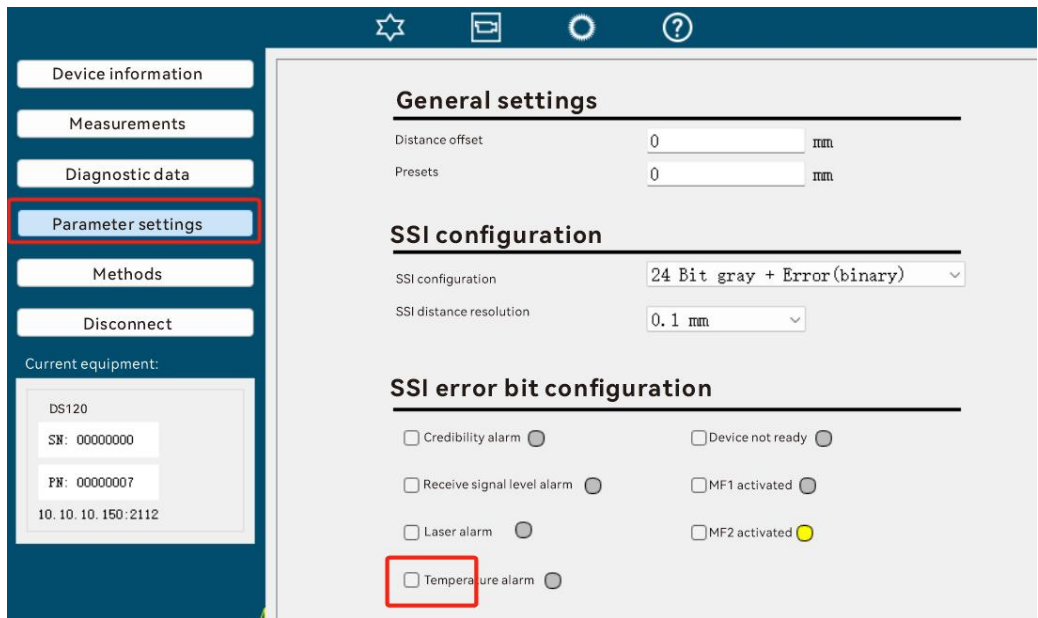 Device information
Measurements
Diagnostic data
Parameter settings
Methods
Disconnect
Current equipment:
DS120
SN: 00000000
PN: 00000007
10.10.10.150:2112
General settings
Distance offset 0 mm
Presets 0 mm
SSI configuration
SSI configuration 24 Bit gray + Error(binary)
SSI distance resolution 0.1 mm
SSI error bit configuration
Credibility alarm Device not ready
Receive signal level alarm MF1 activated
Laser alarm MF2 activated
Temperature alarm